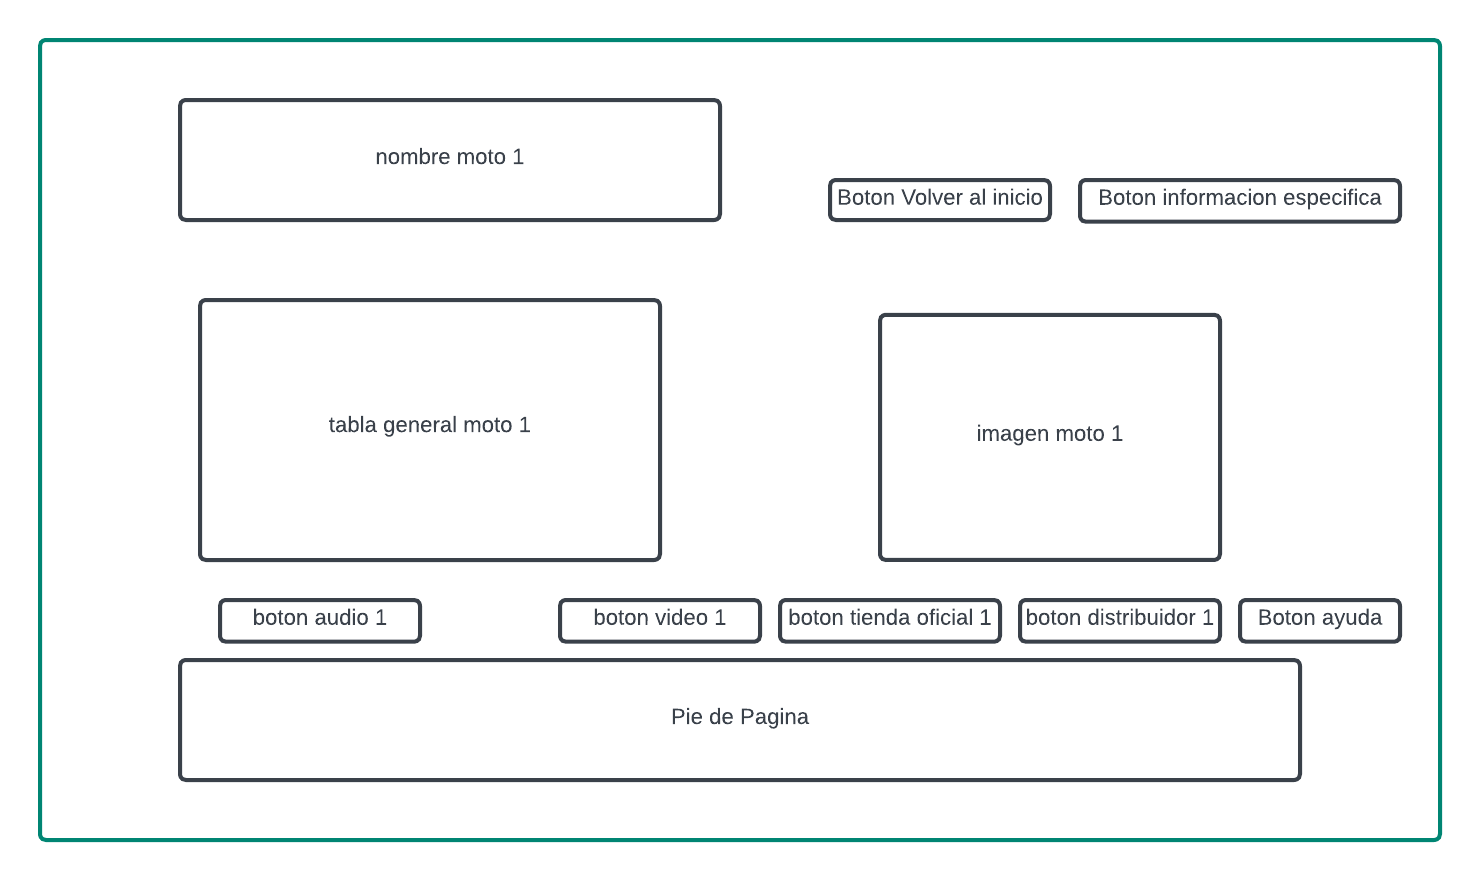 nombre moto 1
Boton Volver al inicio
Boton informacion especifica
tabla general moto 1
imagen moto 1
boton audio 1
boton video 1
boton tienda oficial 1
boton distribuidor 1
Boton ayuda
Pie de Pagina